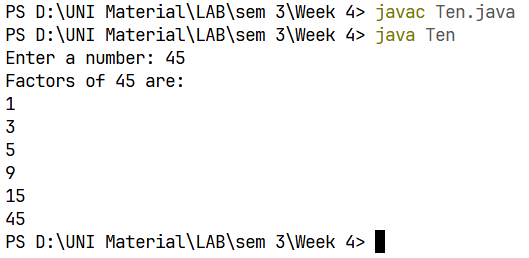 PS D:\UNI Material\LAB\sem 3\Week 4> javac Ten.java
PS D:\UNI Material\LAB\sem 3\Week 4> java Ten
Enter a number: 45
Factors of 45 are:
1
3
5
9
15
45
PS D:\UNI Material\LAB\sem 3\Week 4>